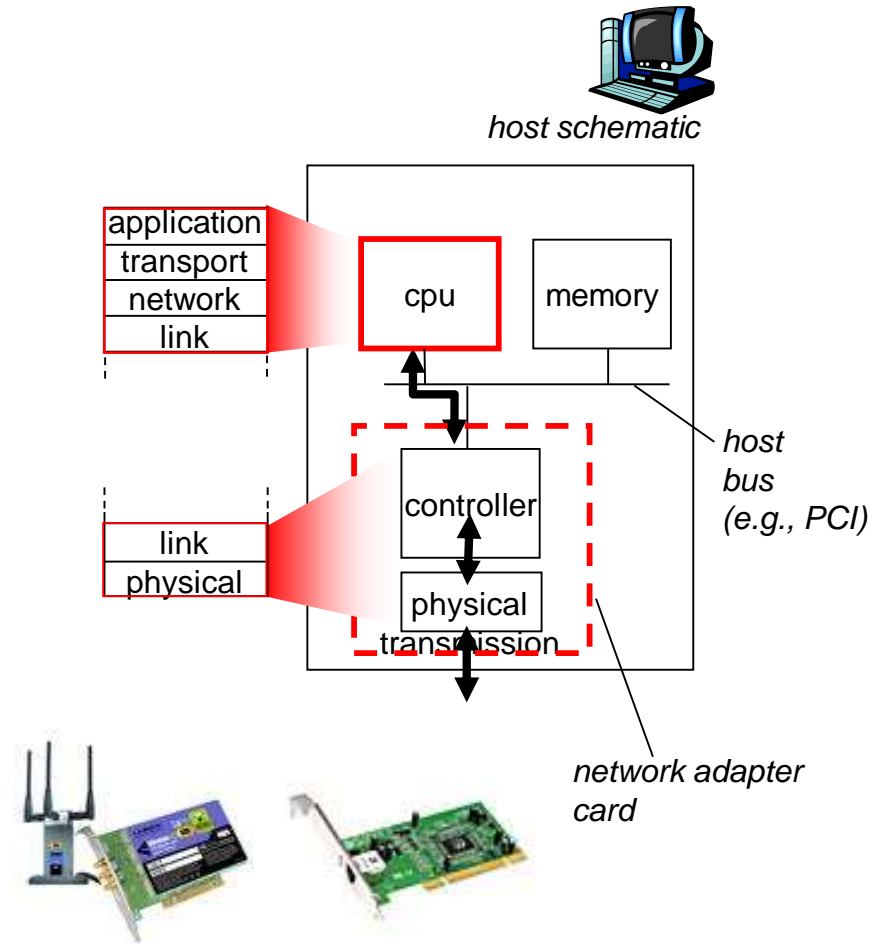 host schematic
application
transport
network
link
cpu
memory
host
bus
(e.g., PCI)
controller
link
physical
physical
transmission
network adapter
card